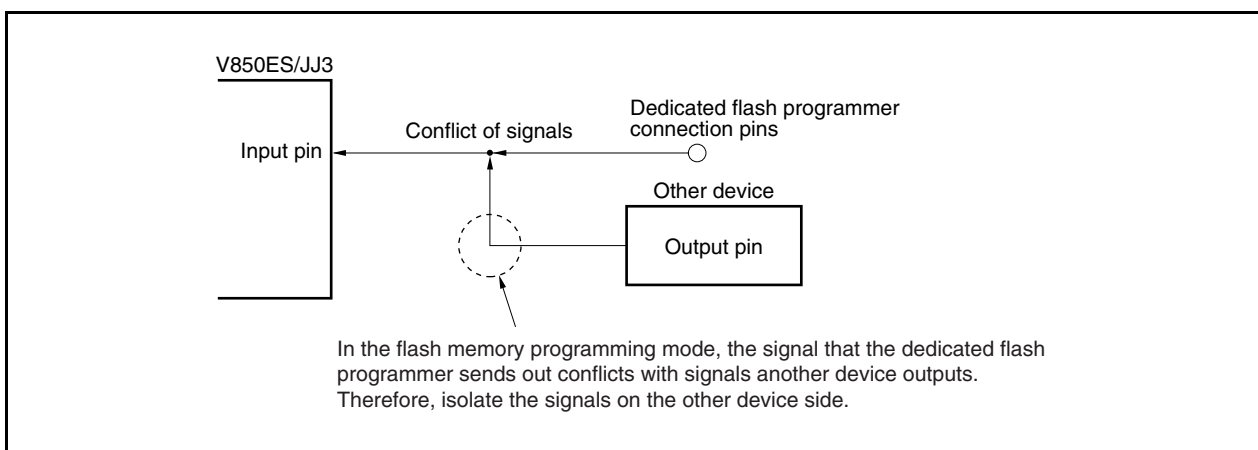 V850ES/JJ3
Input pin
Conflict of signals
Dedicated flash programmer
connection pins
Other device
Output pin
In the flash memory programming mode, the signal that the dedicated flash
programmer sends out conflicts with signals another device outputs.
Therefore, isolate the signals on the other device side.